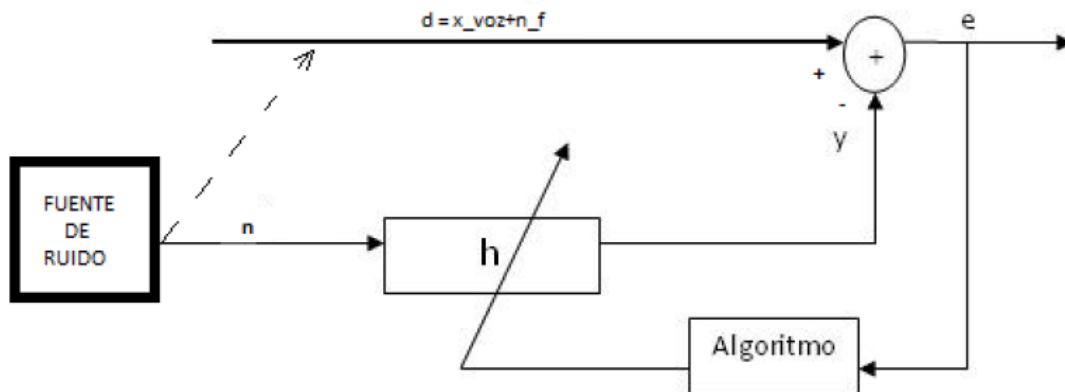 d = x_voz+n_f
e
+
+
-
y
FUENTE
DE
RUIDO
n
h
Algoritmo